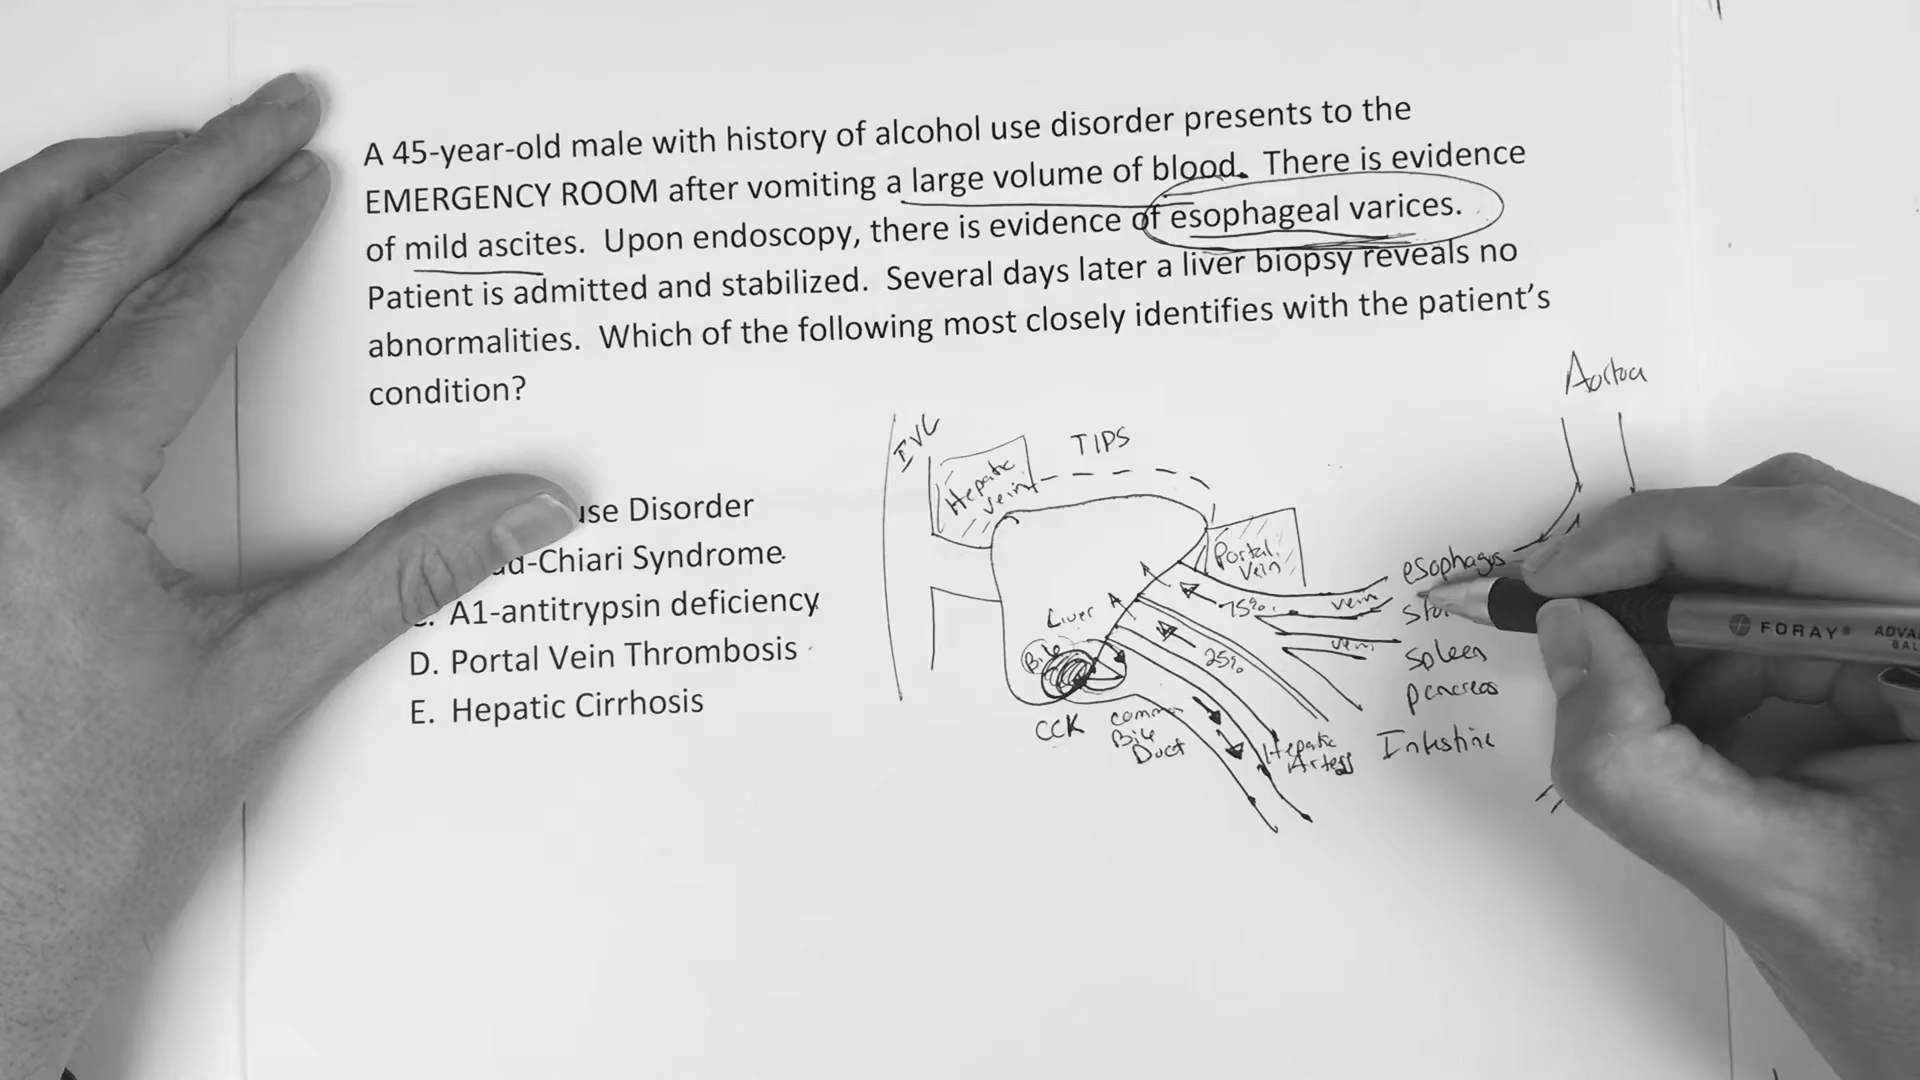 A 45-year-old male with history of alcohol use disorder presents to the
EMERGENCY ROOM after vomiting a large volume of blood. There is evidence
of mild ascites. Upon endoscopy, there is evidence of esophageal varices.
Patient is admitted and stabilized. Several days later a liver biopsy reveals no
abnormalities. Which of the following most closely identifies with the patient's
condition?
Aorta
IVC
TIPS
Hepatic
vein
Disorder
Chiari Syndrome
A1-antitrypsin deficiency
D. Portal Vein Thrombosis
E. Hepatic Cirrhosis
Portal
Vein
esophagus
75%
vein
Liver
vein
spleen
25%
Bile
pancreas
CCK
common
Bile
Duct
Hepatic
Artery
Intestine
FORAY